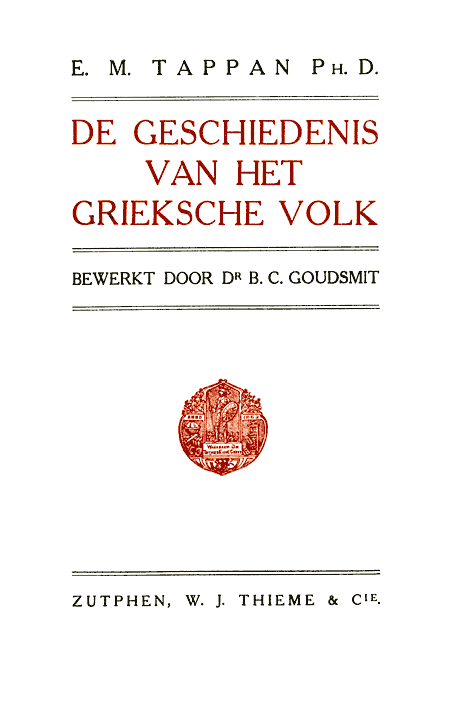 E. M. TAPPAN PH. D.
DE GESCHIEDENIS
VAN HET
GRIEKSCHE VOLK
BEWERKT DOOR DR B. C. GOUDSMIT
ZUTPHEN, W. J. THIEME & CIE.